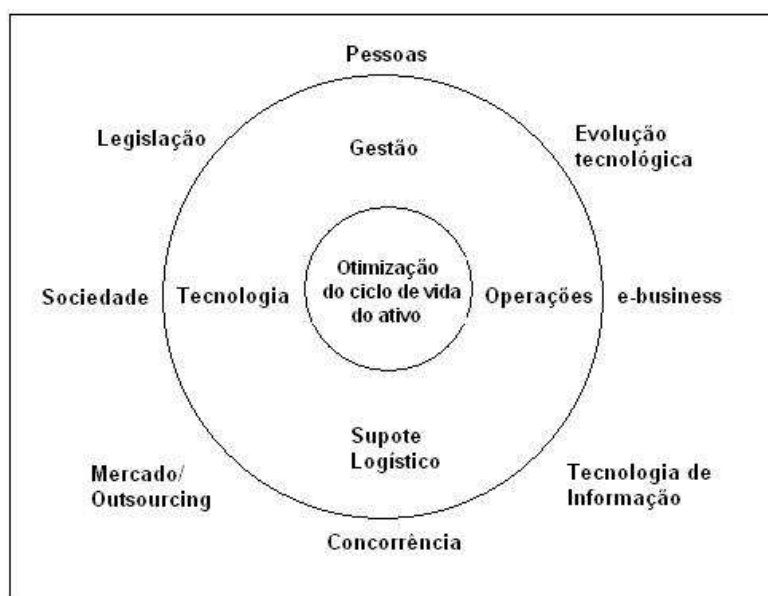 Pessoas
Legislação
Gestão
Evolução
tecnológica
Otimização
do ciclo de vida
do ativo
Sociedade
Tecnologia
Operações
e-business
Supote
Logístico
Mercado/
Outsourcing
Tecnologia de
Informação
Concorrência